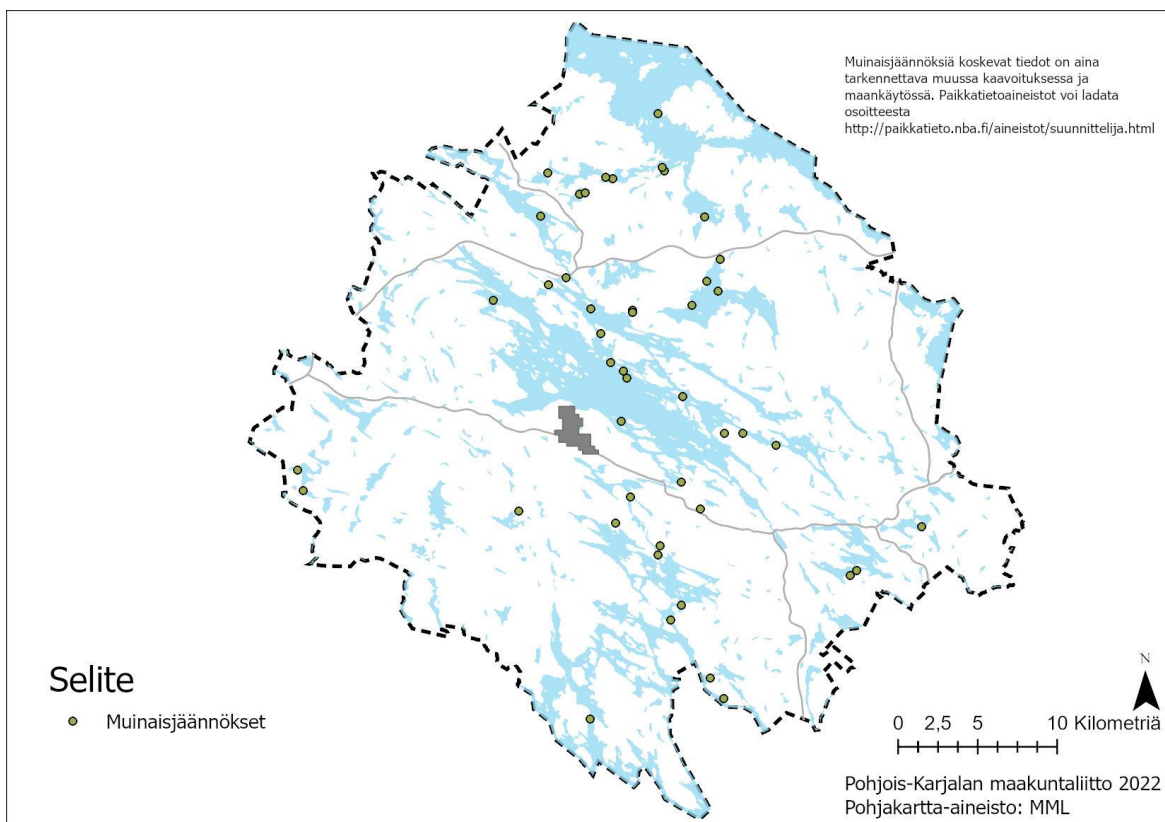 Muinaisjäännöksiä koskevat tiedot on aina
tarkennettava muussa kaavoituksessa ja
maankäytössä. Paikkatietoaineistot voi ladata
osoitteesta
http://paikkatieto.nba.fi/aineistot/suunnittelija.html
Selite
Muinaisjäännökset
N
0 2,5 5 10 Kilometriä
Pohjois-Karjalan maakuntaliitto 2022
Pohjakartta-aineisto: MML